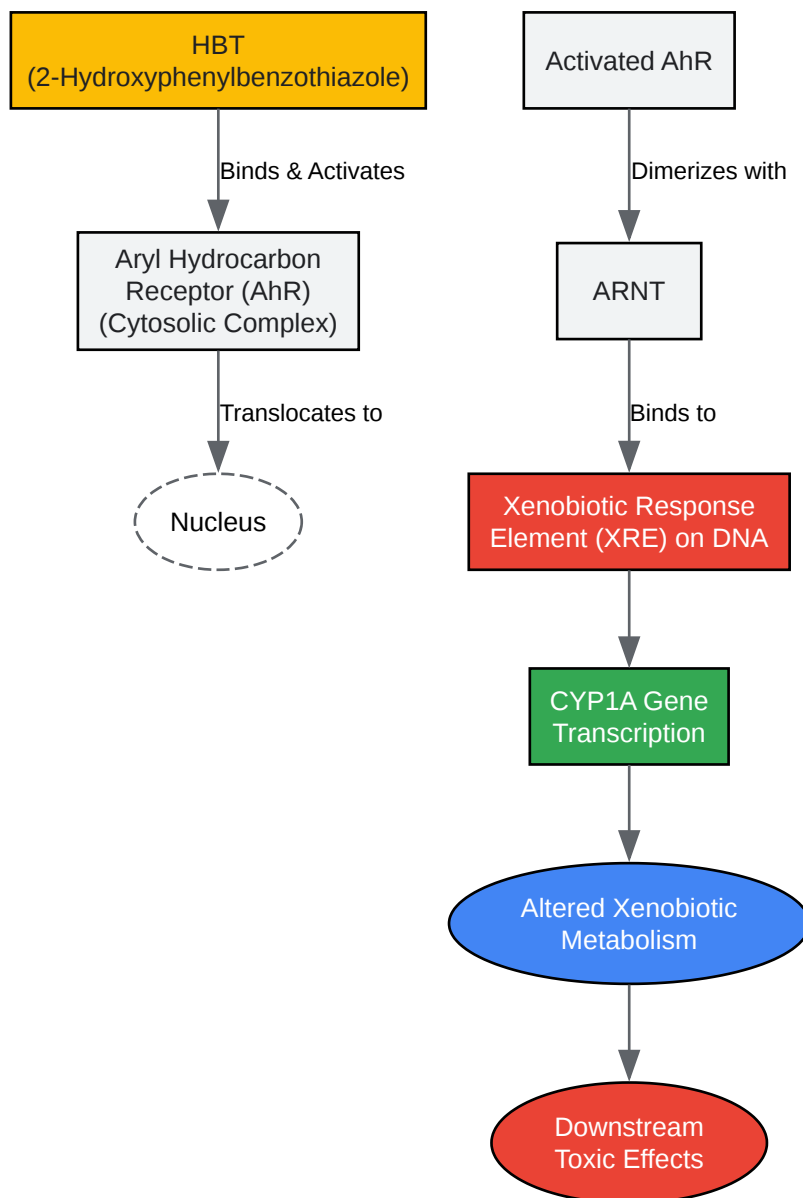 HBT
(2-Hydroxyphenylbenzothiazole)
Binds & Activates
Aryl Hydrocarbon
Receptor (AhR)
(Cytosolic Complex)
Translocates to
Nucleus
Activated AhR
Dimerizes with
ARNT
Binds to
Xenobiotic Response
Element (XRE) on DNA
CYP1A Gene
Transcription
Altered Xenobiotic
Metabolism
Downstream
Toxic Effects